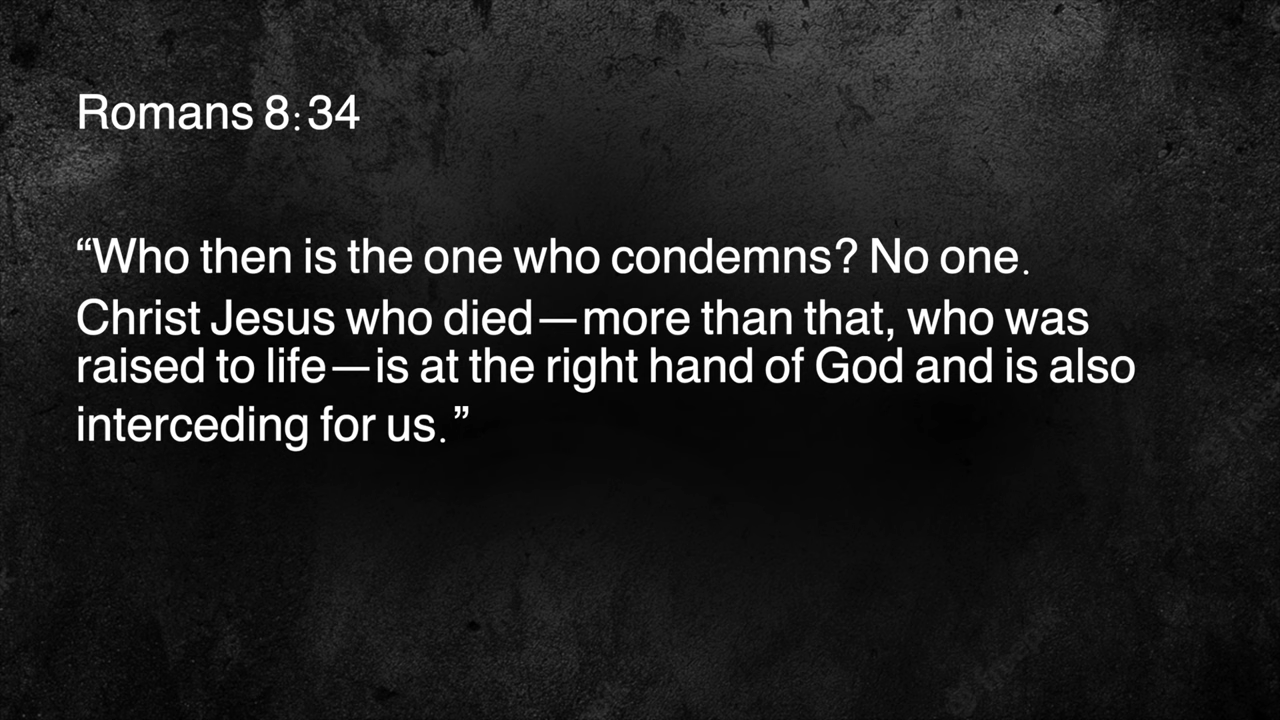 Romans 8:34
“Who then is the one who condemns? No one.
Christ Jesus who died—more than that, who was
raised to life—is at the right hand of God and is also
interceding for us.”